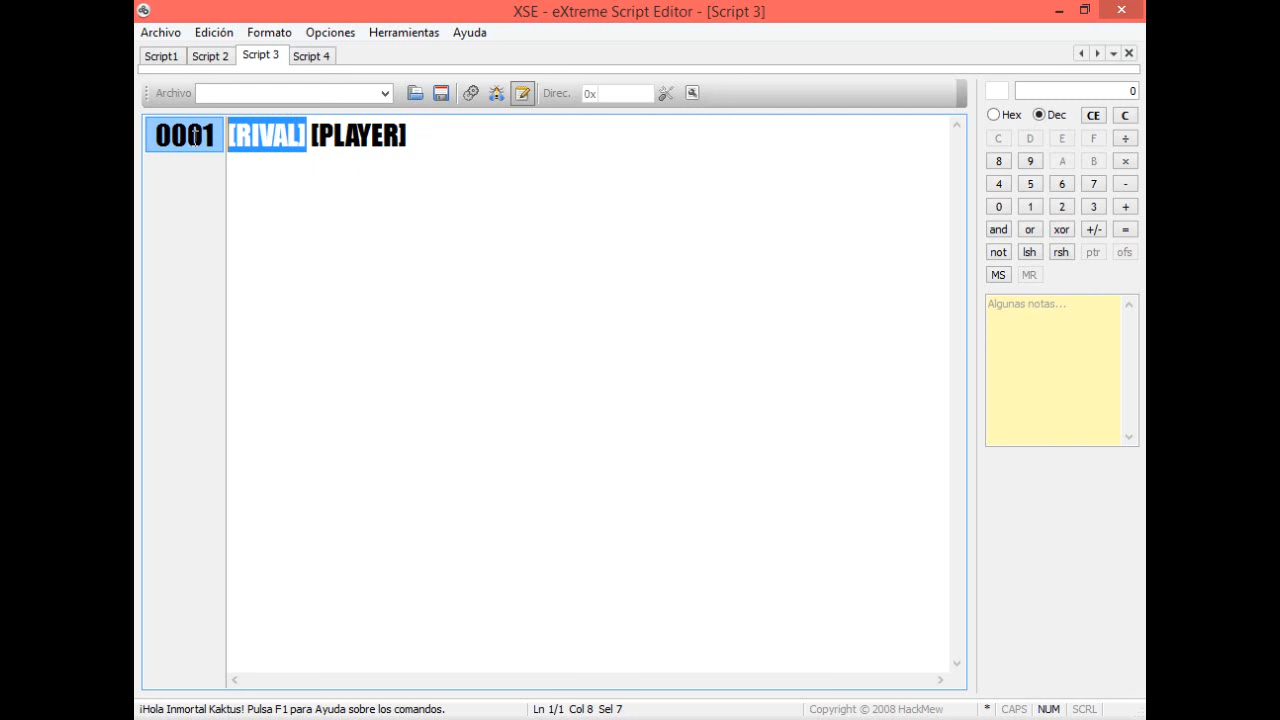 XSE - eXtreme Script Editor - [Script 3]
Archivo Edición Formato Opciones Herramientas Ayuda
Script1 Script 2 Script 3 Script 4
Archivo Direc. 0x
0
Hex Dec CE C
C D E F ÷
8 9 A B ×
4 5 6 7 -
0 1 2 3 +
and or xor +/- =
not lsh rsh ptr ofs
MS MR
0001 [RIVAL] [PLAYER]
Algunas notas...
¡Hola Inmortal Kaktus! Pulsa F1 para Ayuda sobre los comandos. Ln 1/1 Col 8 Sel 7 Copyright © 2008 HackMew * CAPS NUM SCRL